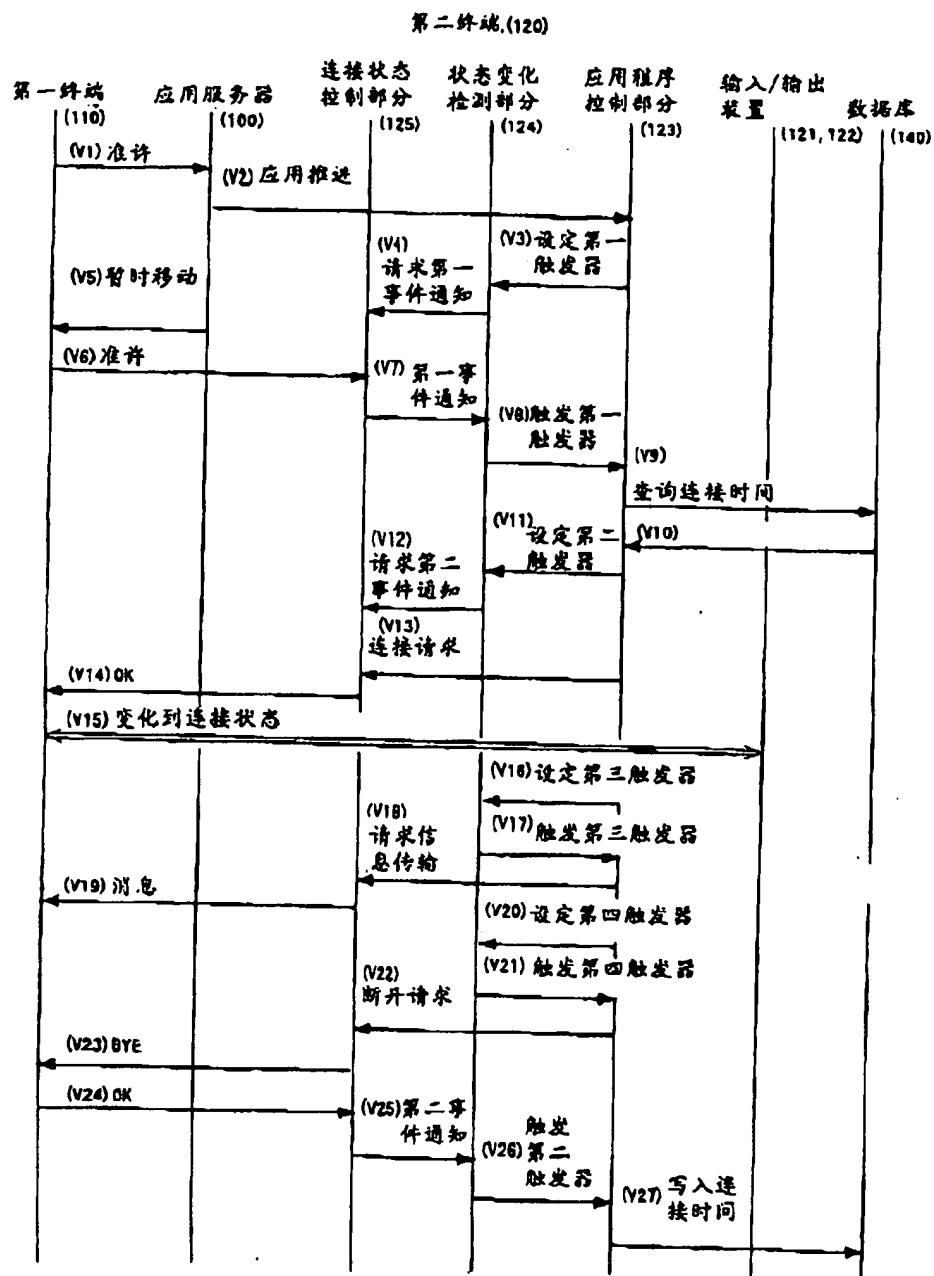 第二终端,(120)
第一终端
(110)
应用服务器
(100)
连接状态
控制部分
(125)
状态变化
检测部分
(124)
应用程序
控制部分
(123)
输入/输出
装置
(121,122)
数据库
(140)
(V1)准许
(V2)应用推进
(V3)设定第一
触发器
(V4)
请求第一
事件通知
(V5)暂时移动
(V6)准许
(V7)第一事
件通知
(V8)触发第一
触发器
(V9)
查询连接时间
(V10)
(V11)设定第二
触发器
(V12)
请求第二
事件通知
(V13)
连接请求
(V14)OK
(V15)变化到连接状态
(V16)设定第三触发器
(V17)触发第三触发器
(V18)
请求信
息传输
(V19)消息
(V20)设定第四触发器
(V21)触发第四触发器
(V22)
断开请求
(V23)BYE
(V24)OK
(V25)第二事
件通知
触发
(V26)第二
触发器
(V27)写入连
接时间